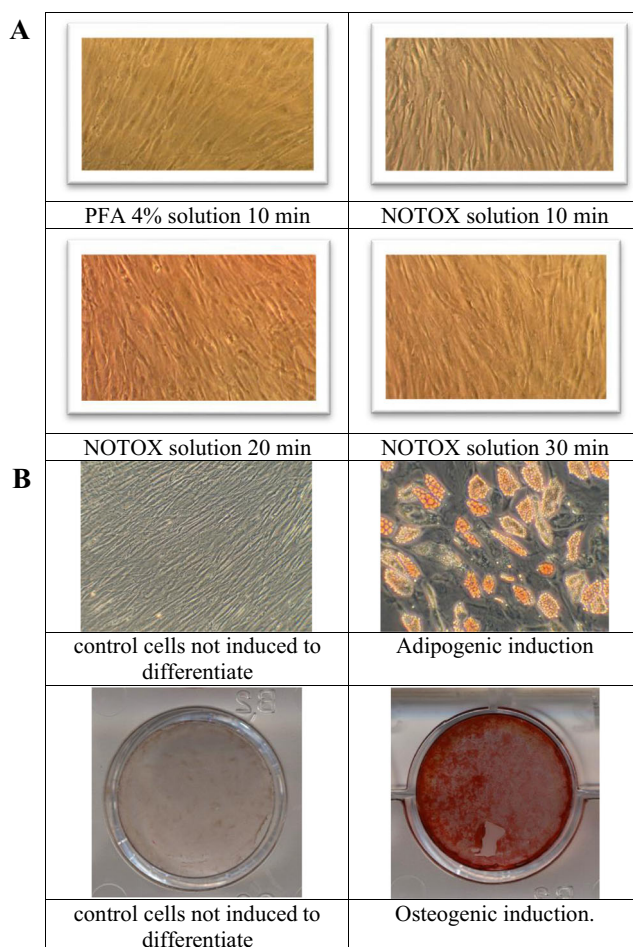 A
PFA 4% solution 10 min
NOTOX solution 10 min
NOTOX solution 20 min
NOTOX solution 30 min
B
control cells not induced to
differentiate
Adipogenic induction
control cells not induced to
differentiate
Osteogenic induction.